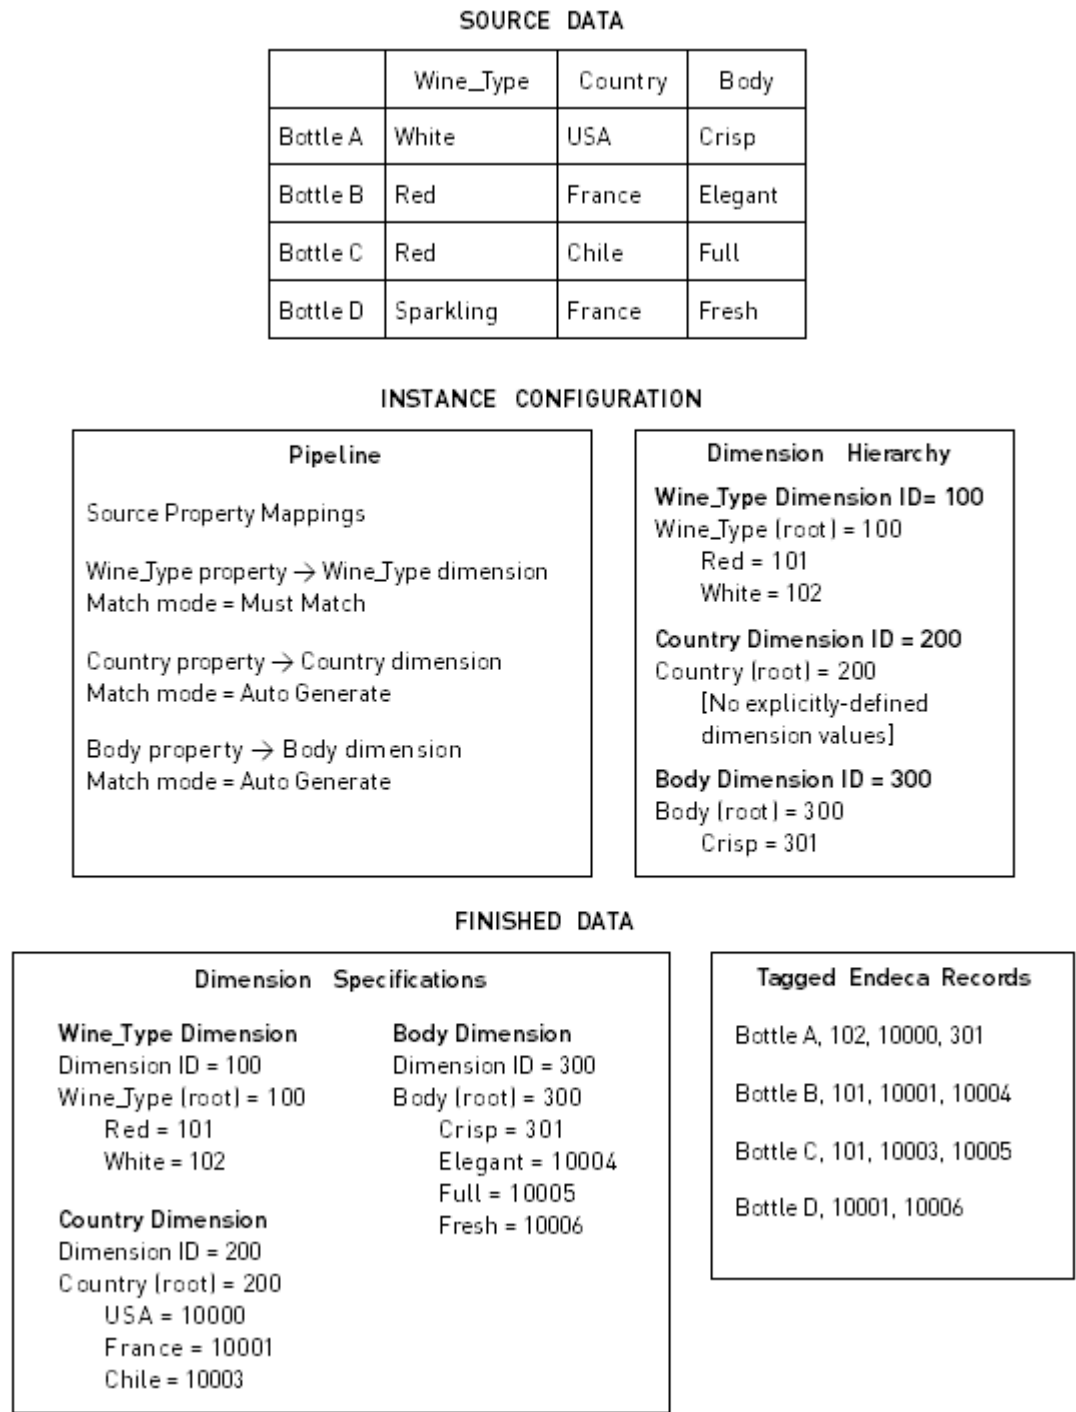 SOURCE DATA
Wine_Type Country Body
Bottle A White USA Crisp
Bottle B Red France Elegant
Bottle C Red Chile Full
Bottle D Sparkling France Fresh
INSTANCE CONFIGURATION
Pipeline
Source Property Mappings
Wine_Type property → Wine_Type dimension
Match mode = Must Match
Country property → Country dimension
Match mode = Auto Generate
Body property → Body dimension
Match mode = Auto Generate
Dimension Hierarchy
Wine_Type Dimension ID= 100
Wine_Type (root) = 100
Red = 101
White = 102
Country Dimension ID = 200
Country (root) = 200
[No explicitly-defined
dimension values]
Body Dimension ID = 300
Body (root) = 300
Crisp = 301
FINISHED DATA
Dimension Specifications
Wine_Type Dimension
Dimension ID = 100
Wine_Type (root) = 100
Red = 101
White = 102
Country Dimension
Dimension ID = 200
Country (root) = 200
USA = 10000
France = 10001
Chile = 10003
Body Dimension
Dimension ID = 300
Body (root) = 300
Crisp = 301
Elegant = 10004
Full = 10005
Fresh = 10006
Tagged Endeca Records
Bottle A, 102, 10000, 301
Bottle B, 101, 10001, 10004
Bottle C, 101, 10003, 10005
Bottle D, 10001, 10006